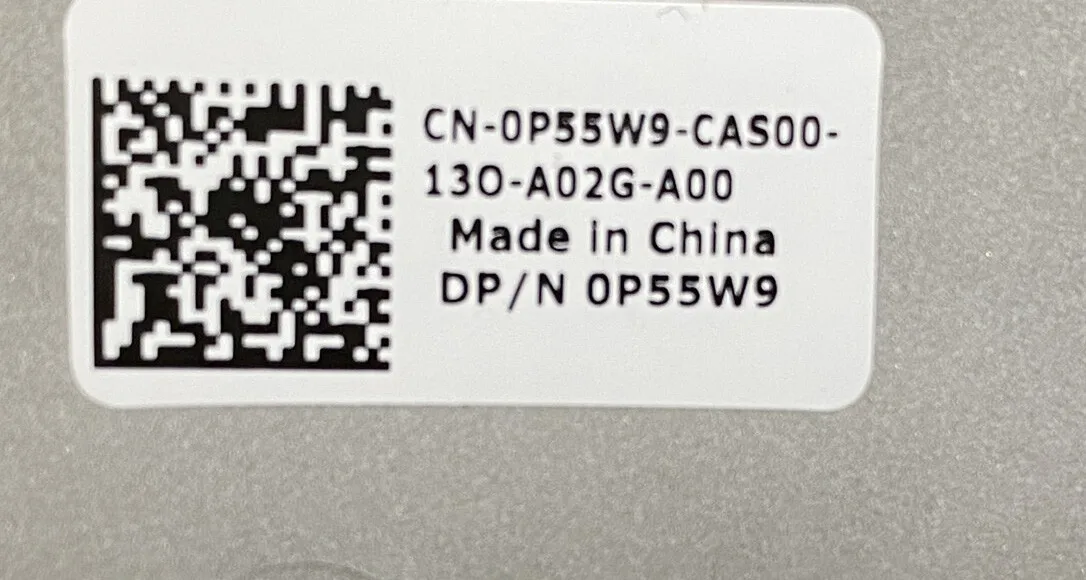 CN-0P55W9-CAS00-
13O-A02G-A00
Made in China
DP/N 0P55W9